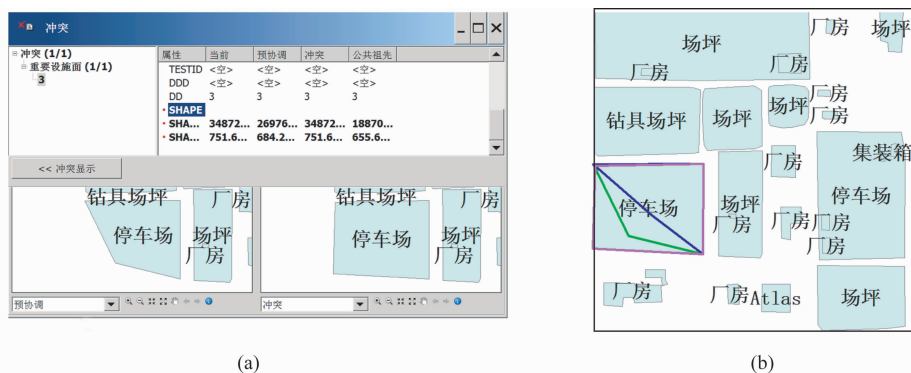 冲突
冲突 (1/1)
重要设施面 (1/1)
3
属性 当前 预协调 冲突 公共祖先
TESTID <空> <空> <空> <空>
DDD <空> <空> <空> <空>
DD 3 3 3 3
SHAPE
SHA... 34872... 26976... 34872... 18870...
SHA... 751.6... 684.2... 751.6... 655.6...
<< 冲突显示
钻具场坪 厂房
停车场 场坪
厂房
钻具场坪 厂房
停车场 场坪
厂房
预协调
冲突
(a)
厂房 场坪
场坪
厂房 厂房
厂房
钻具场坪 场坪 场坪
厂房
集装箱
厂房
停车场 场坪 停车场
厂房 厂房 厂房
厂房
厂房 厂房 Atlas 场坪
(b)